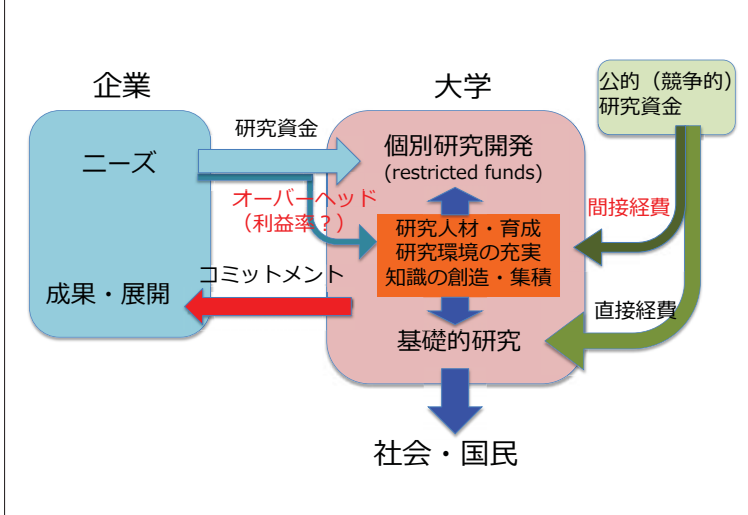 企業
大学
公的（競争的）
研究資金
研究資金
ニーズ
個別研究開発
(restricted funds)
オーバーヘッド
（利益率？）
間接経費
研究人材・育成
研究環境の充実
知識の創造・集積
コミットメント
成果・展開
直接経費
基礎的研究
社会・国民